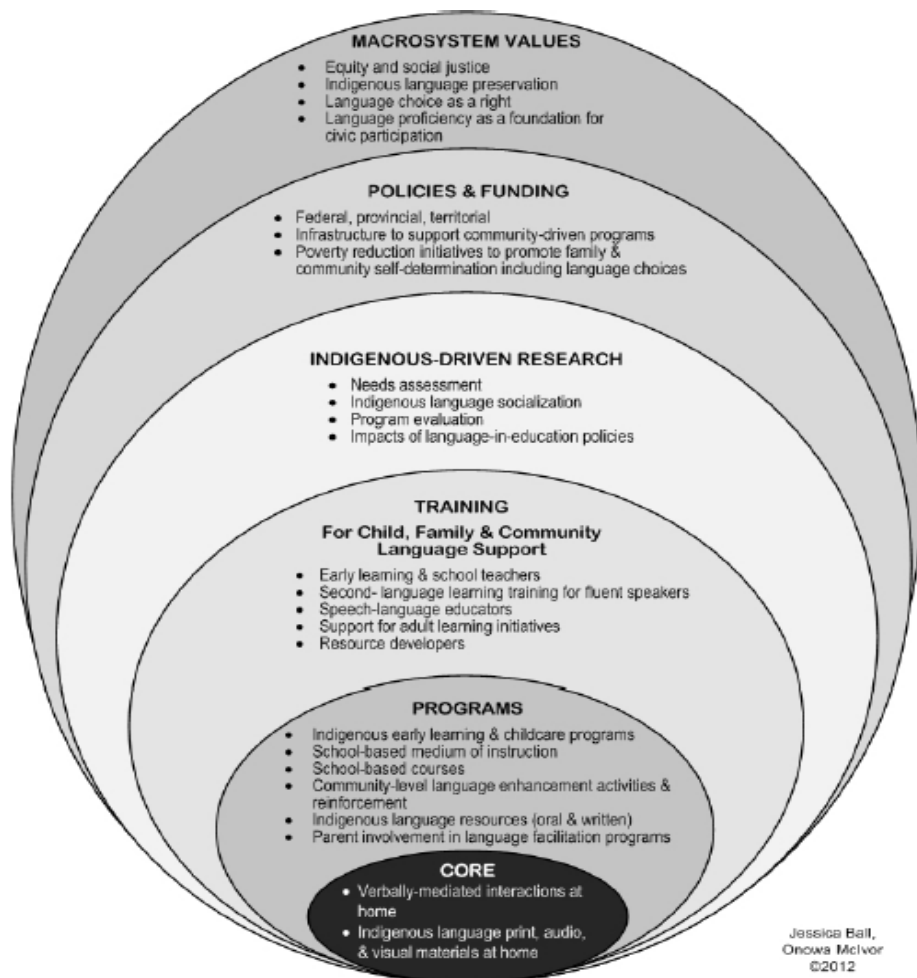 MACROSYSTEM VALUES
• Equity and social justice
• Indigenous language preservation
• Language choice as a right
• Language proficiency as a foundation for
civic participation
POLICIES & FUNDING
• Federal, provincial, territorial
• Infrastructure to support community-driven programs
• Poverty reduction initiatives to promote family &
community self-determination including language choices
INDIGENOUS-DRIVEN RESEARCH
• Needs assessment
• Indigenous language socialization
• Program evaluation
• Impacts of language-in-education policies
TRAINING
For Child, Family & Community
Language Support
• Early learning & school teachers
• Second- language learning training for fluent speakers
• Speech-language educators
• Support for adult learning initiatives
• Resource developers
PROGRAMS
• Indigenous early learning & childcare programs
• School-based medium of instruction
• School-based courses
• Community-level language enhancement activities &
reinforcement
• Indigenous language resources (oral & written)
• Parent involvement in language facilitation programs
CORE
• Verbally-mediated interactions at
home
• Indigenous language print, audio,
& visual materials at home
Jessica Ball,
Onowa McIvor
©2012